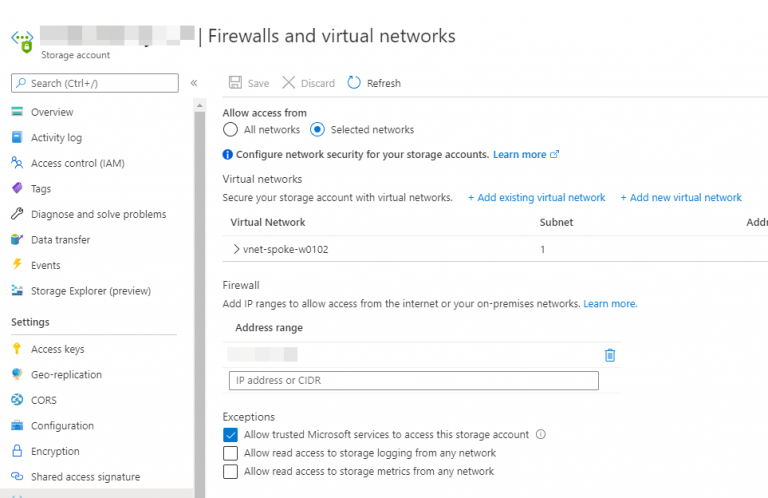 | Firewalls and virtual networks
Storage account
Search (Ctrl+/)
«
Save Discard Refresh
Overview
Activity log
Access control (IAM)
Tags
Diagnose and solve problems
Data transfer
Events
Storage Explorer (preview)
Settings
Access keys
Geo-replication
CORS
Configuration
Encryption
Shared access signature
Allow access from
All networks Selected networks
Configure network security for your storage accounts. Learn more
Virtual networks
Secure your storage account with virtual networks. + Add existing virtual network + Add new virtual network
Virtual Network Subnet Addr
vnet-spoke-w0102 1
Firewall
Add IP ranges to allow access from the internet or your on-premises networks. Learn more.
Address range
IP address or CIDR
Exceptions
Allow trusted Microsoft services to access this storage account
Allow read access to storage logging from any network
Allow read access to storage metrics from any network